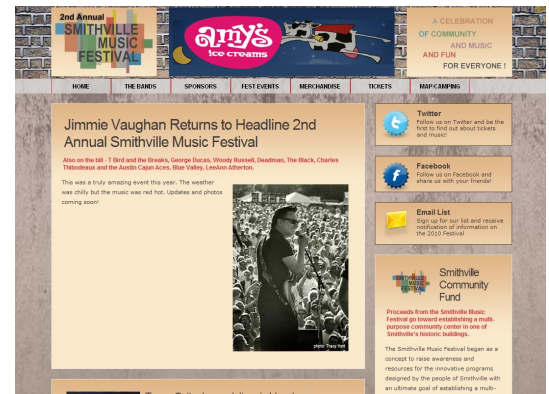 2nd Annual
SMITHVILLE
MUSIC
FESTIVAL
amy's
ice creams
A CELEBRATION
OF COMMUNITY
AND MUSIC
AND FUN
FOR EVERYONE !
HOME
THE BANDS
SPONSORS
FEST EVENTS
MERCHANDISE
TICKETS
MAP/CAMPING
Jimmie Vaughan Returns to Headline 2nd
Annual Smithville Music Festival
Also on the bill - T Bird and the Breaks, George Ducas, Woody Russell, Deadman, The Black, Charles
Thibodeaux and the Austin Cajun Aces, Blue Valley, LeeAnn Atherton.
This was a truly amazing event this year. The weather
was chilly but the music was red hot. Updates and photos
coming soon!
photo: Tracy Hart
Twitter
Follow us on Twitter and be the
first to find out about tickets
and music!
Facebook
Follow us on Facebook and
share us with your friends!
Email List
Sign up for our list and receive
notification of information on
the 2010 Festival
SMITHVILLE
MUSIC
FESTIVAL
Smithville
Community
Fund
Proceeds from the Smithville Music
Festival go toward establishing a multi-
purpose community center in one of
Smithville's historic buildings.
The Smithville Music Festival began as a
concept to raise awareness and
resources for the innovative programs
designed by the people of Smithville with
an ultimate goal of establishing a multi-